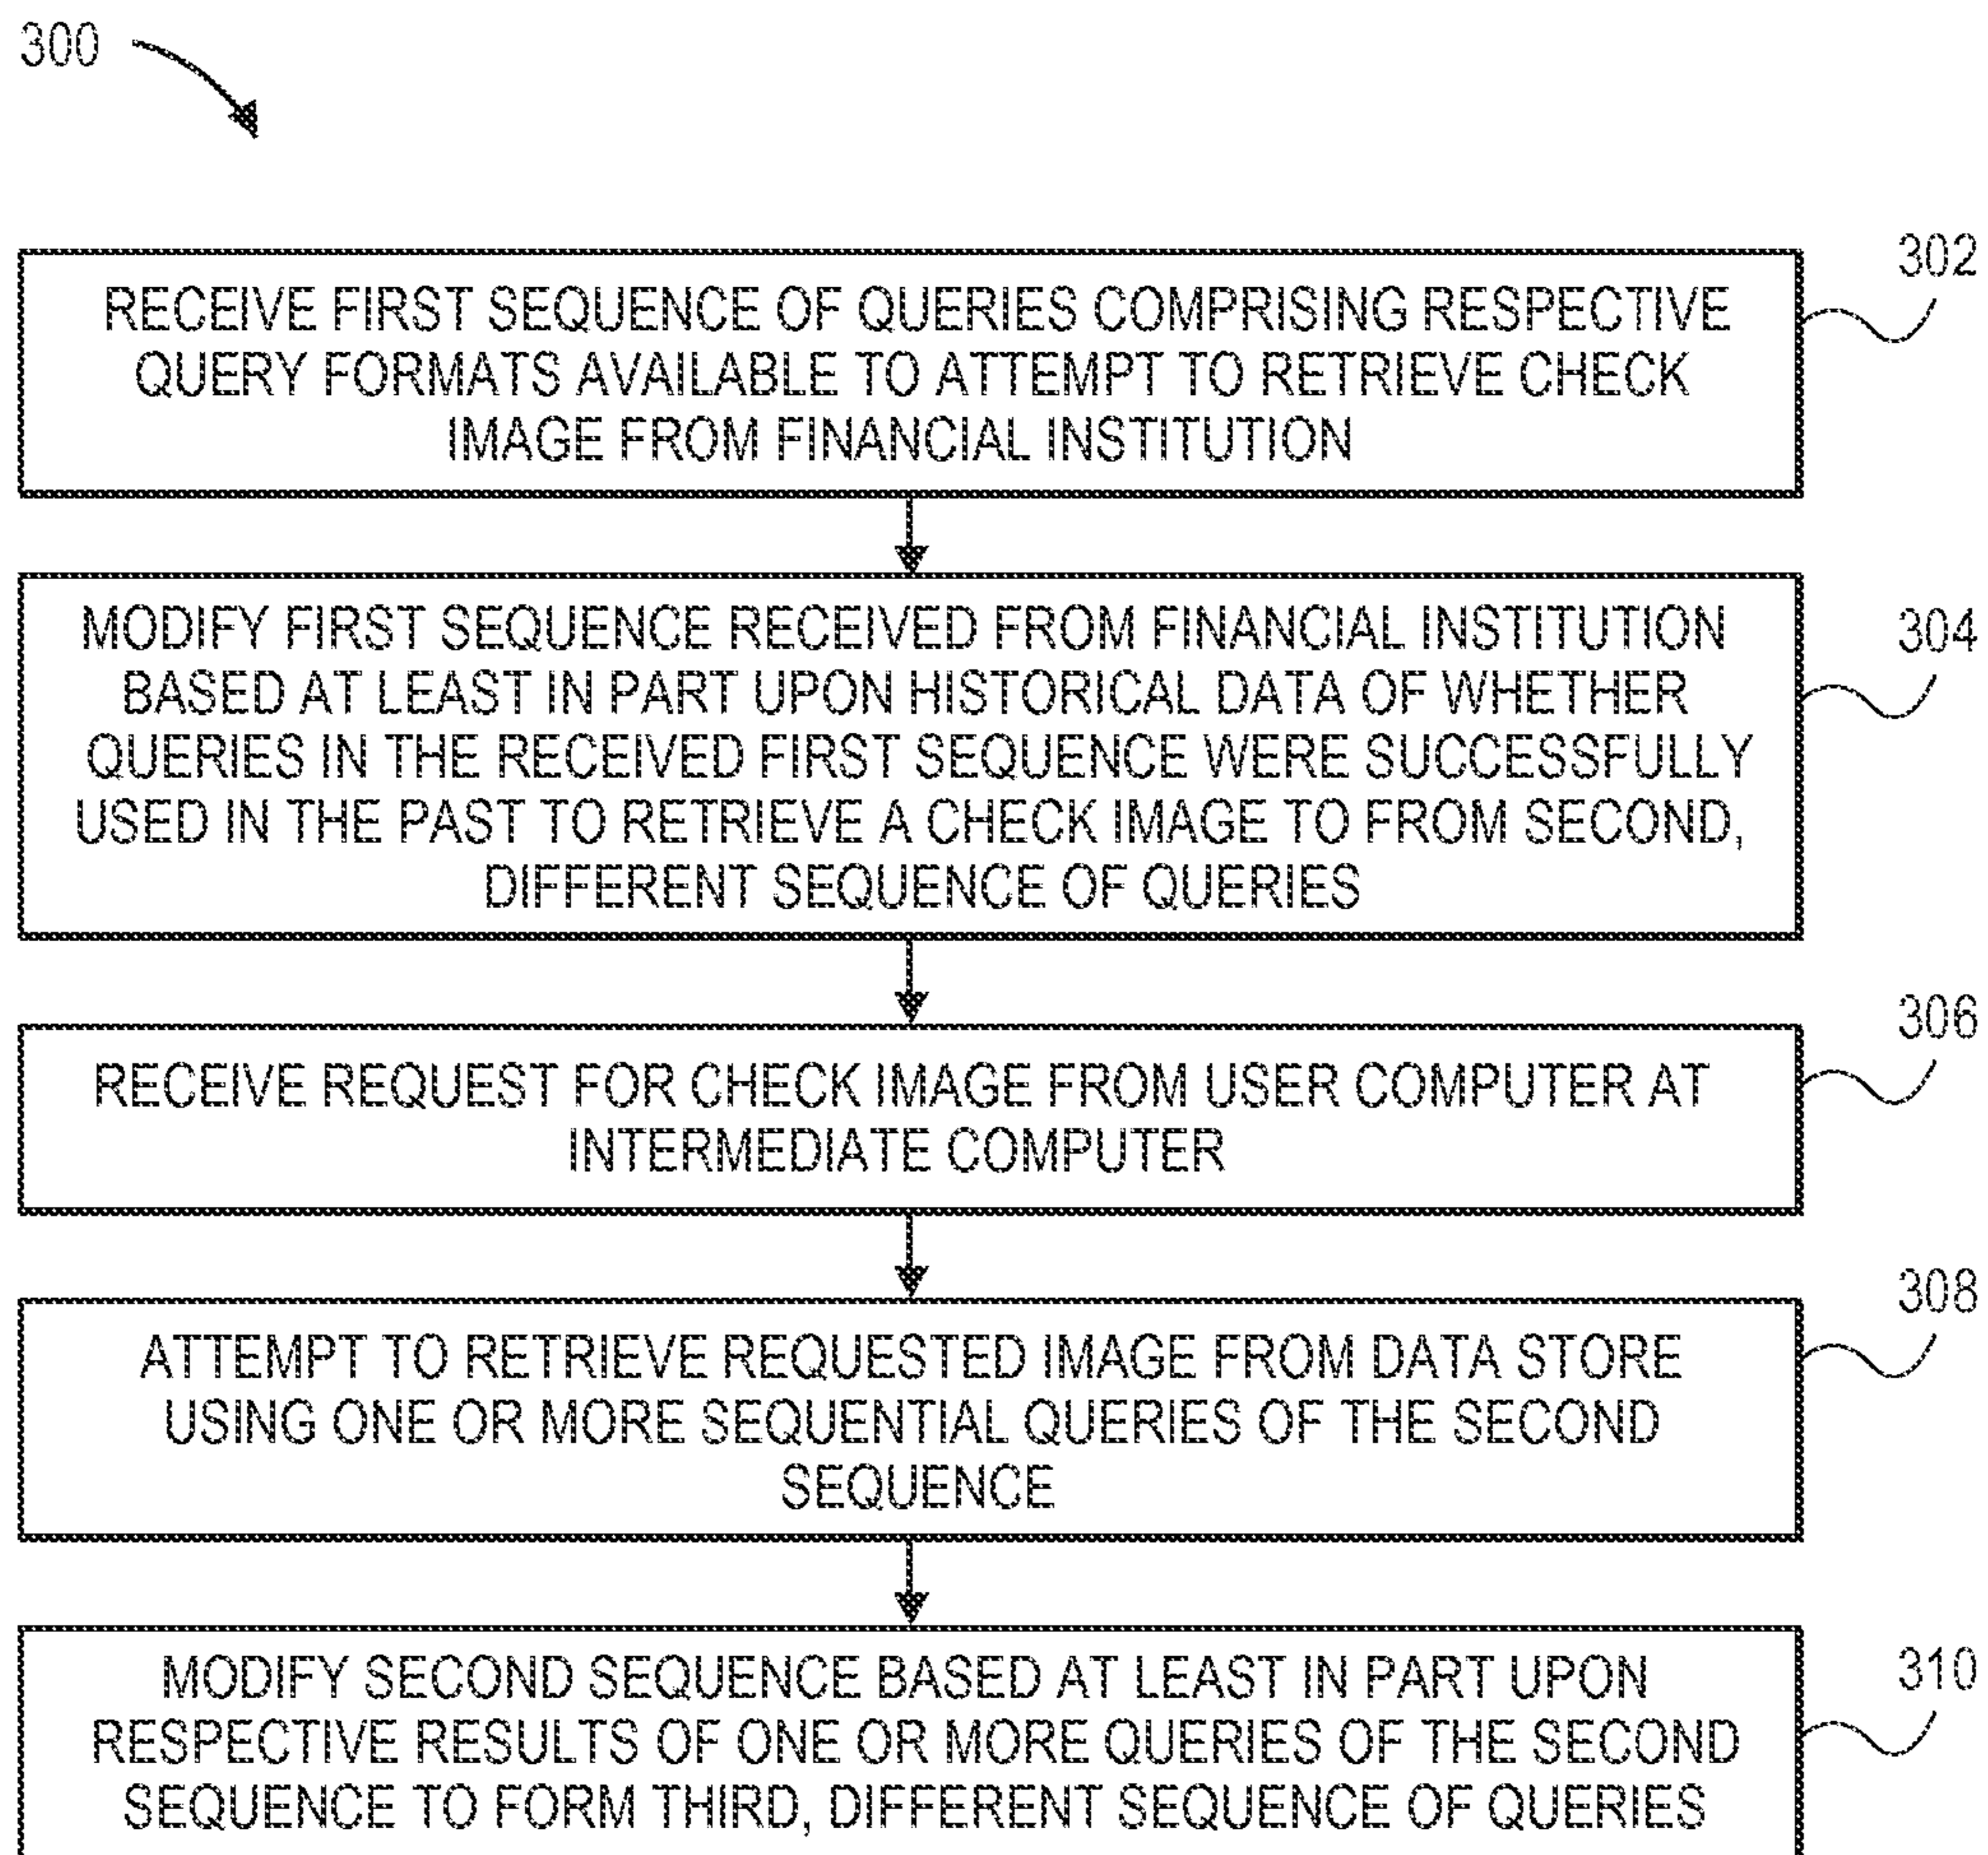 300
302
RECEIVE FIRST SEQUENCE OF QUERIES COMPRISING RESPECTIVE
QUERY FORMATS AVAILABLE TO ATTEMPT TO RETRIEVE CHECK
IMAGE FROM FINANCIAL INSTITUTION
304
MODIFY FIRST SEQUENCE RECEIVED FROM FINANCIAL INSTITUTION
BASED AT LEAST IN PART UPON HISTORICAL DATA OF WHETHER
QUERIES IN THE RECEIVED FIRST SEQUENCE WERE SUCCESSFULLY
USED IN THE PAST TO RETRIEVE A CHECK IMAGE TO FROM SECOND,
DIFFERENT SEQUENCE OF QUERIES
306
RECEIVE REQUEST FOR CHECK IMAGE FROM USER COMPUTER AT
INTERMEDIATE COMPUTER
308
ATTEMPT TO RETRIEVE REQUESTED IMAGE FROM DATA STORE
USING ONE OR MORE SEQUENTIAL QUERIES OF THE SECOND
SEQUENCE
310
MODIFY SECOND SEQUENCE BASED AT LEAST IN PART UPON
RESPECTIVE RESULTS OF ONE OR MORE QUERIES OF THE SECOND
SEQUENCE TO FORM THIRD, DIFFERENT SEQUENCE OF QUERIES